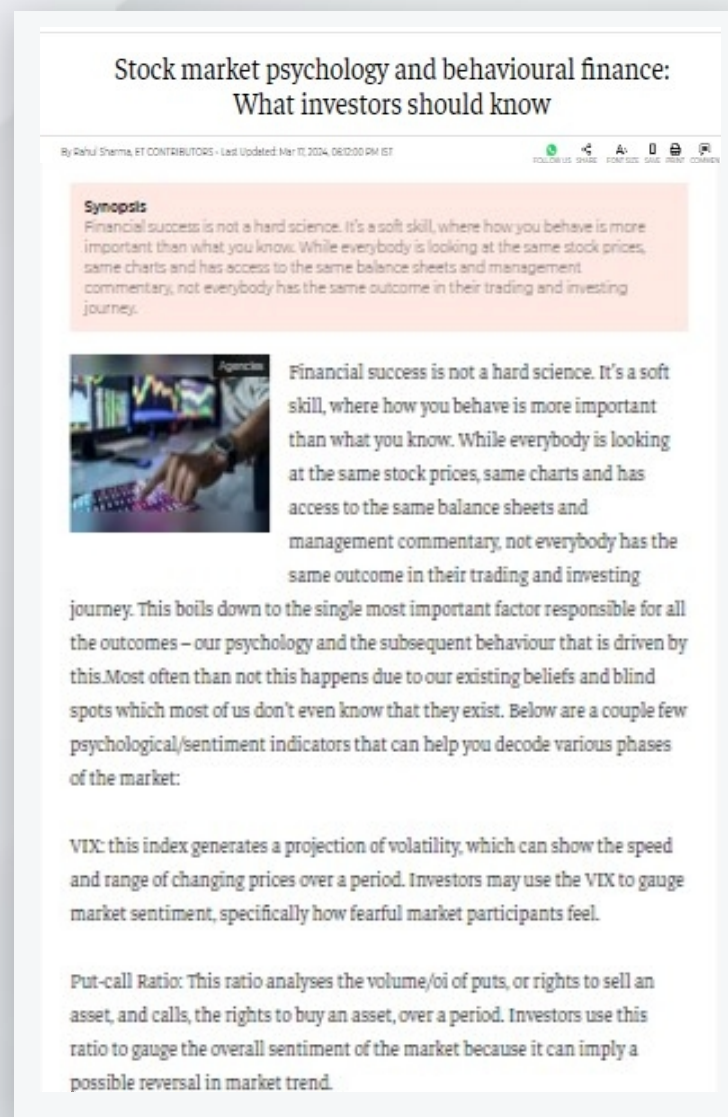 Stock market psychology and behavioural finance:
What investors should know
By Rahul Sharma, ET CONTRIBUTORS - Last Updated: Mar 17, 2024, 06:12:00 PM IST
FOLLOW US SHARE FONT SIZE SAVE PRINT COMMEN
Synopsis
Financial success is not a hard science. It's a soft skill, where how you behave is more
important than what you know. While everybody is looking at the same stock prices,
same charts and has access to the same balance sheets and management
commentary, not everybody has the same outcome in their trading and investing
journey.
Agencies
Financial success is not a hard science. It's a soft
skill, where how you behave is more important
than what you know. While everybody is looking
at the same stock prices, same charts and has
access to the same balance sheets and
management commentary, not everybody has the
same outcome in their trading and investing
journey. This boils down to the single most important factor responsible for all
the outcomes – our psychology and the subsequent behaviour that is driven by
this.Most often than not this happens due to our existing beliefs and blind
spots which most of us don't even know that they exist. Below are a couple few
psychological/sentiment indicators that can help you decode various phases
of the market:
VIX: this index generates a projection of volatility, which can show the speed
and range of changing prices over a period. Investors may use the VIX to gauge
market sentiment, specifically how fearful market participants feel.
Put-call Ratio: This ratio analyses the volume/oi of puts, or rights to sell an
asset, and calls, the rights to buy an asset, over a period. Investors use this
ratio to gauge the overall sentiment of the market because it can imply a
possible reversal in market trend.